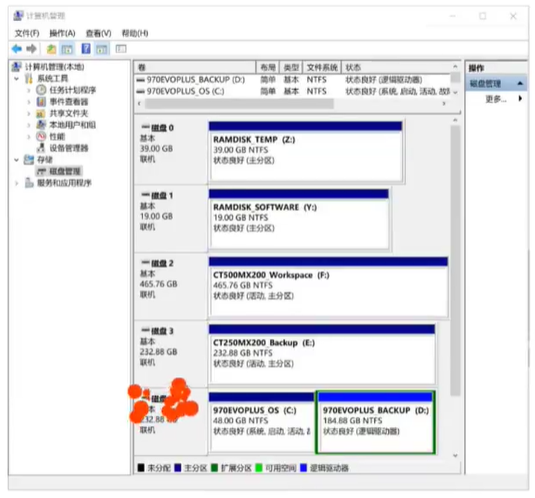 计算机管理
文件(F) 操作(A) 查看(V) 帮助(H)
计算机管理(本地)
系统工具
任务计划程序
事件查看器
共享文件夹
本地用户和组
性能
设备管理器
存储
磁盘管理
服务和应用程序
卷 布局 类型 文件系统 状态
970EVOPLUS_BACKUP (D:) 简单 基本 NTFS 状态良好 (逻辑驱动器)
970EVOPLUS_OS (C:) 简单 基本 NTFS 状态良好 (系统, 启动, 活动, 故障
磁盘 0
基本
39.00 GB
联机
RAMDISK_TEMP (Z:)
39.00 GB NTFS
状态良好 (主分区)
磁盘 1
基本
19.00 GB
联机
RAMDISK_SOFTWARE (Y:)
19.00 GB NTFS
状态良好 (主分区)
磁盘 2
基本
465.76 GB
联机
CT500MX200_Workspace (F:)
465.76 GB NTFS
状态良好 (活动, 主分区)
磁盘 3
基本
232.88 GB
联机
CT250MX200_Backup (E:)
232.88 GB NTFS
状态良好 (活动, 主分区)
232.88 GB
联机
970EVOPLUS_OS (C:)
48.00 GB NTFS
状态良好 (系统, 启动, 活动,
970EVOPLUS_BACKUP (D:)
184.88 GB NTFS
状态良好 (逻辑驱动器)
未分配 主分区 扩展分区 可用空间 逻辑驱动器
操作
磁盘管理
更多...